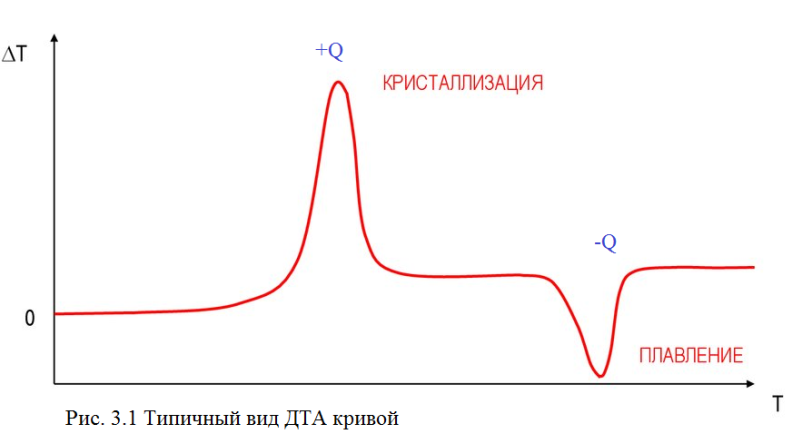 +Q
ΔT
КРИСТАЛЛИЗАЦИЯ
-Q
0
ПЛАВЛЕНИЕ
T
Рис. 3.1 Типичный вид ДТА кривой